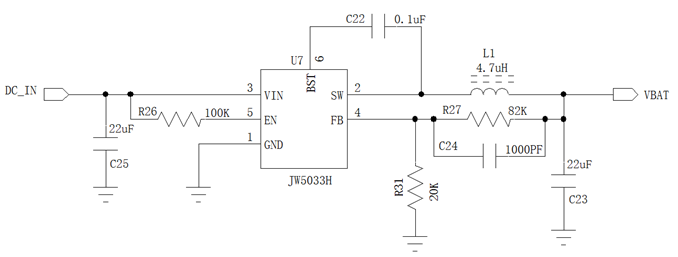 C22 0.1uF
U7
BST 6
L1
4.7uH
DC_IN
3 VIN
SW 2
VBAT
R26 100K
5 EN
FB 4
R27 82K
22uF
C25
1 GND
C24 1000PF
22uF
C23
R31 20K
JW5033H